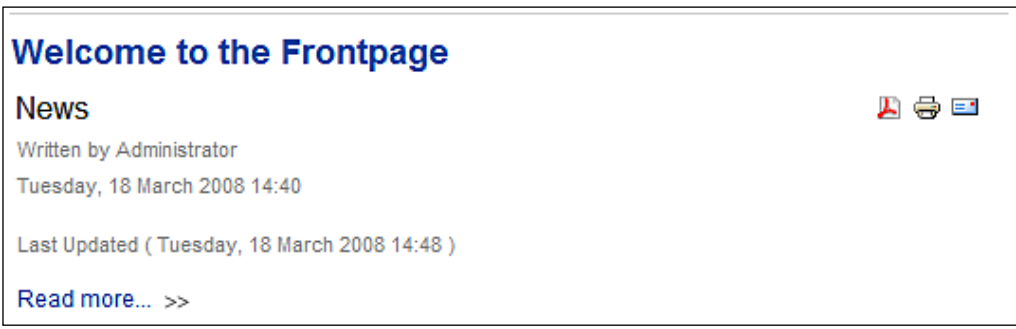 Welcome to the Frontpage
News
Written by Administrator
Tuesday, 18 March 2008 14:40
Last Updated ( Tuesday, 18 March 2008 14:48 )
Read more... >>